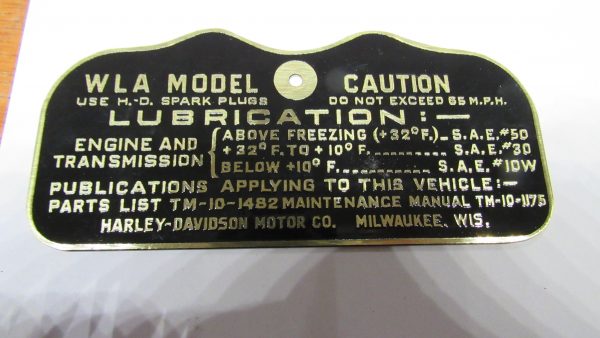 WLA MODEL CAUTION
USE H.-D. SPARK PLUGS DO NOT EXCEED 65 M.P.H.
LUBRICATION:—
ENGINE AND TRANSMISSION
ABOVE FREEZING (+32°F.)— S.A.E. #50
+32°F. TO +10°F. .......... S.A.E. #30
BELOW +10°F. .............. S.A.E. #10W
PUBLICATIONS APPLYING TO THIS VEHICLE:—
PARTS LIST TM-10-1482 MAINTENANCE MANUAL TM-10-1175
HARLEY-DAVIDSON MOTOR CO. MILWAUKEE, WIS.